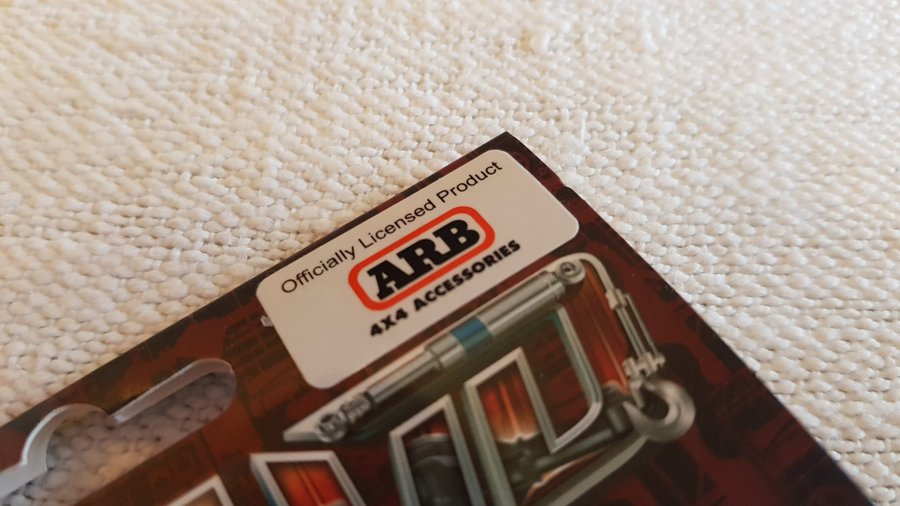 Officially Licensed Product
ARB
4X4 ACCESSORIES